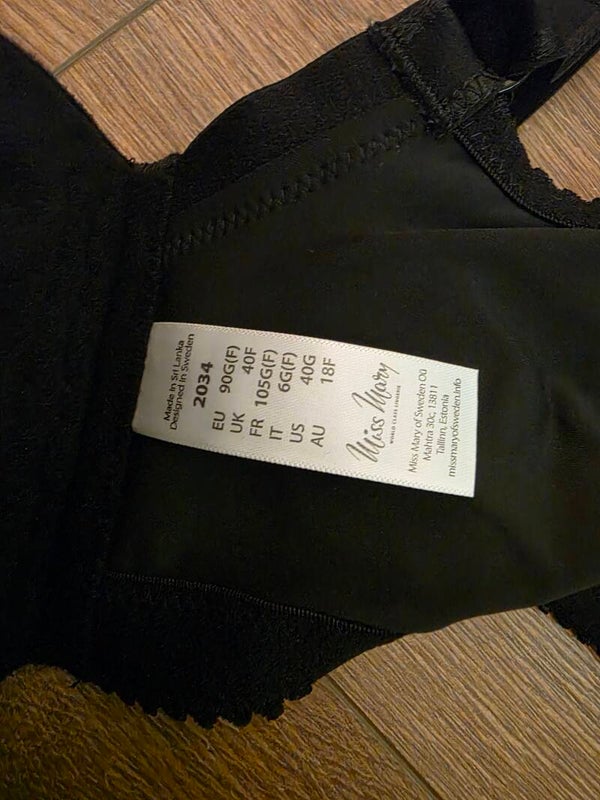 Made in Sri Lanka
Designed in Sweden
2034
EU 90G(F)
UK 40F
FR 105G(F)
IT 6G(F)
US 40G
AU 18F
Miss Mary
WORLD CLASS LINGERIE
Miss Mary of Sweden OÜ
Mahtra 30c, 13811
Tallinn, Estonia
missmaryofsweden.info